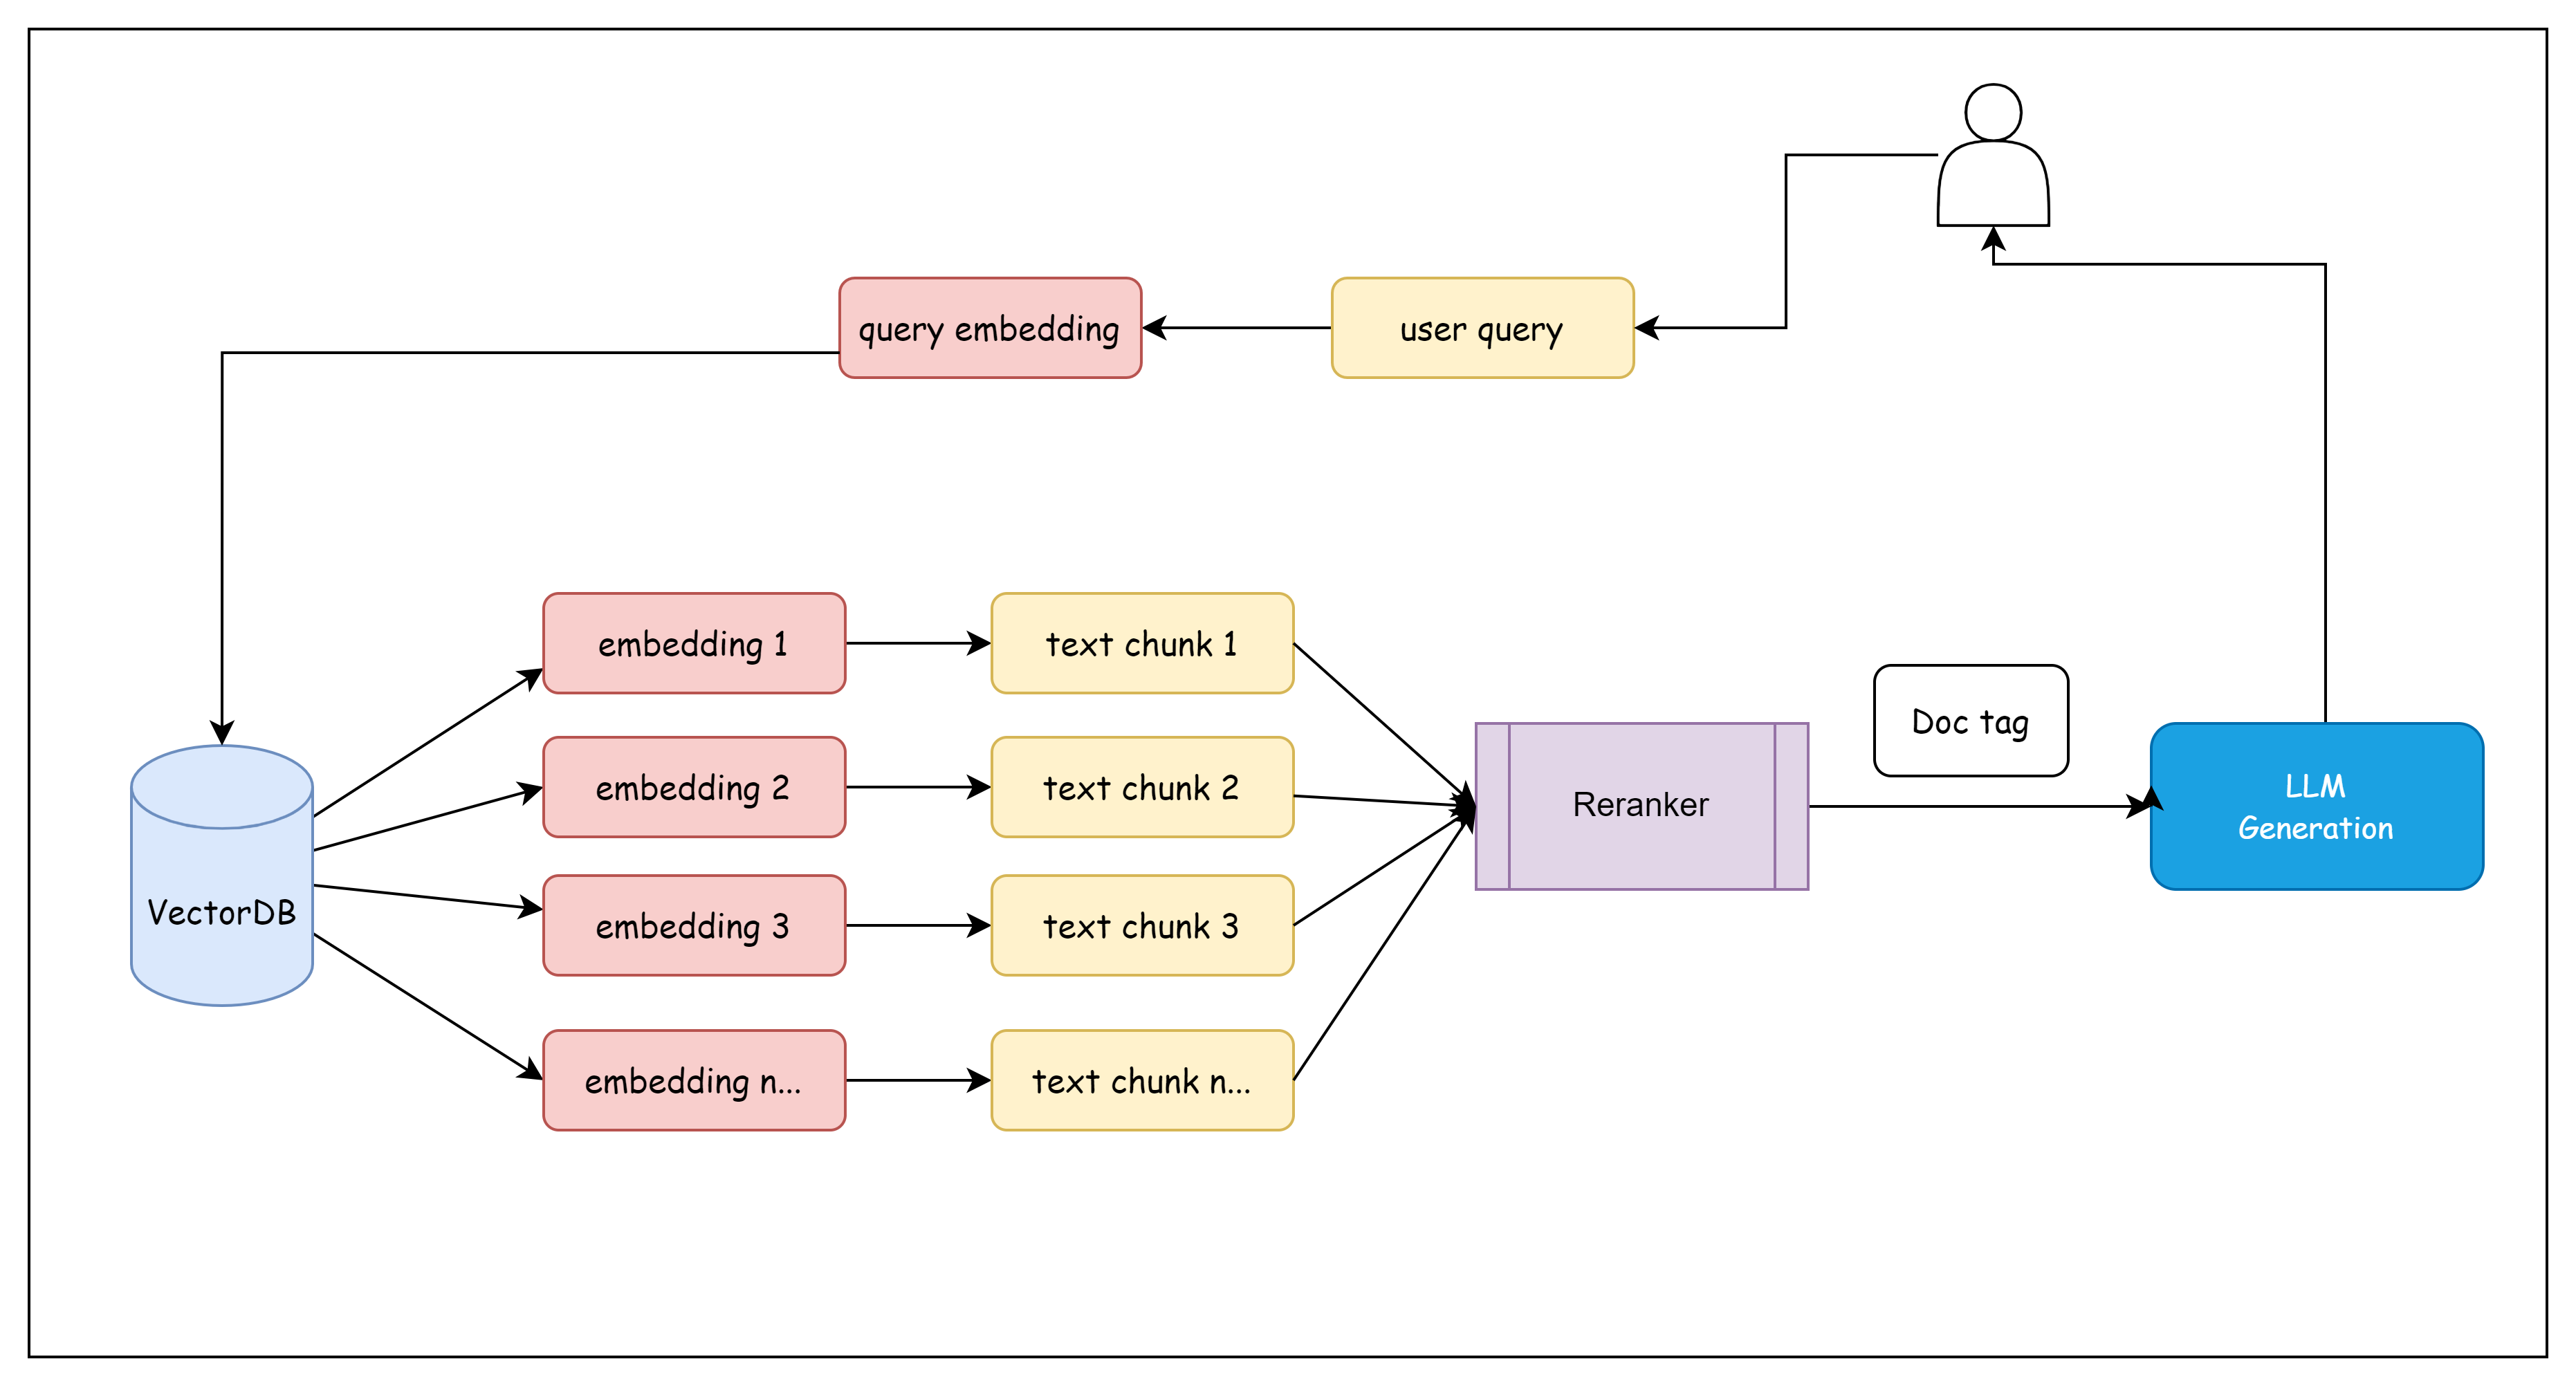 query embedding
user query
embedding 1
text chunk 1
embedding 2
text chunk 2
embedding 3
text chunk 3
embedding n...
text chunk n...
VectorDB
Reranker
Doc tag
LLM
Generation